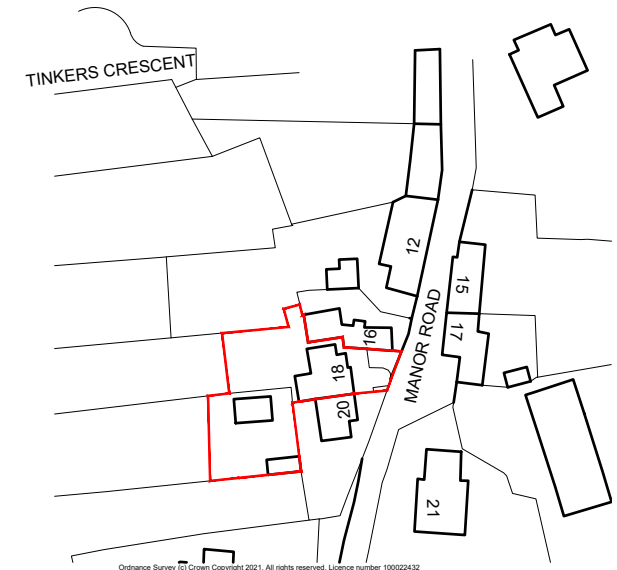 TINKERS CRESCENT
12
15
16
17
MANOR ROAD
18
20
21
Ordnance Survey (c) Crown Copyright 2021. All rights reserved. Licence number 100022432